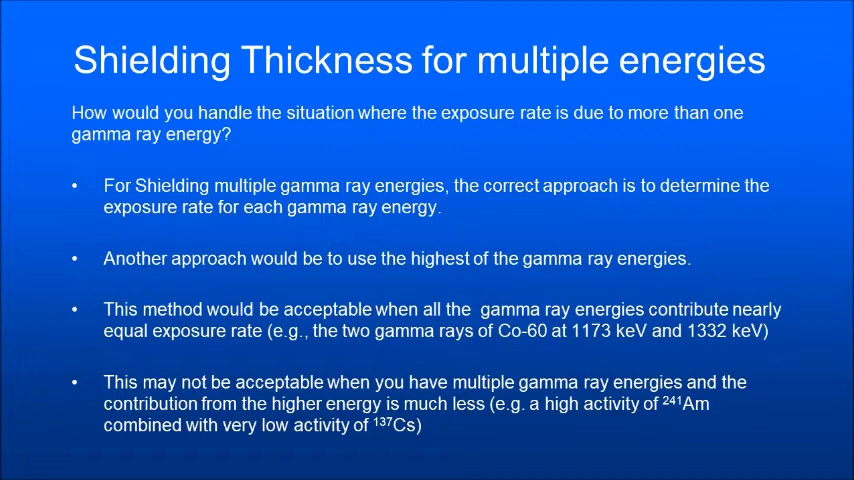 Shielding Thickness for multiple energies
How would you handle the situation where the exposure rate is due to more than one
gamma ray energy?
• For Shielding multiple gamma ray energies, the correct approach is to determine the
exposure rate for each gamma ray energy.
• Another approach would be to use the highest of the gamma ray energies.
• This method would be acceptable when all the  gamma ray energies contribute nearly
equal exposure rate (e.g., the two gamma rays of Co-60 at 1173 keV and 1332 keV)
• This may not be acceptable when you have multiple gamma ray energies and the
contribution from the higher energy is much less (e.g. a high activity of ²⁴¹Am
combined with very low activity of ¹³⁷Cs)